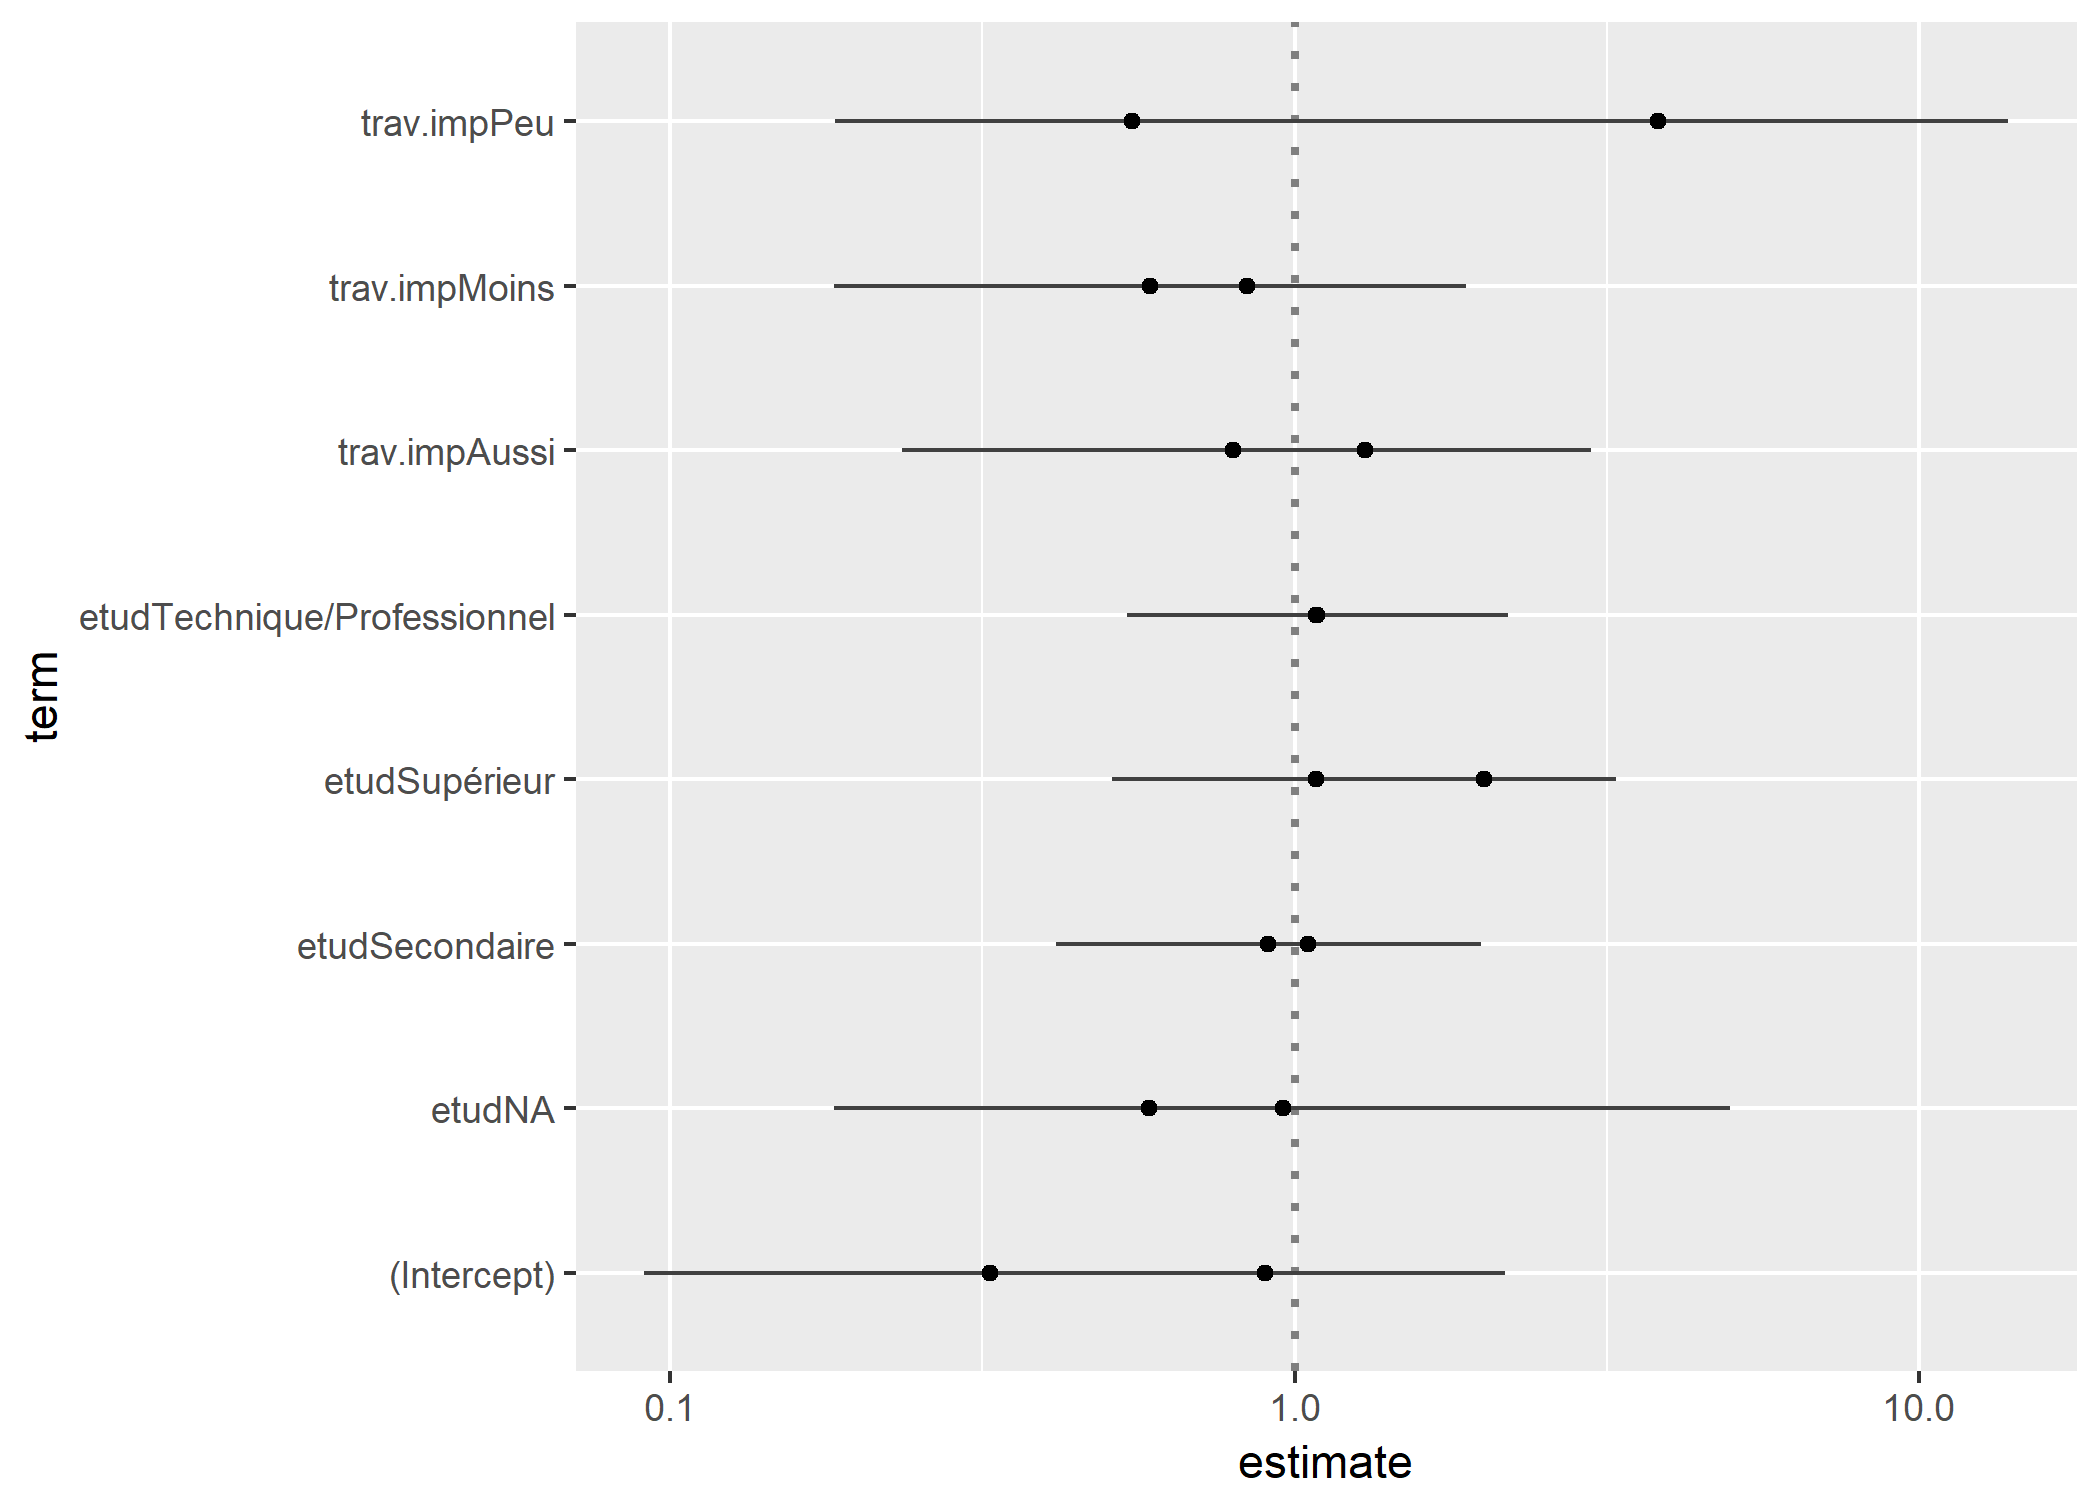 trav.impPeu
trav.impMoins
trav.impAussi
etudTechnique/Professionnel
etudSupérieur
etudSecondaire
etudNA
(Intercept)
term
0.1
1.0
10.0
estimate